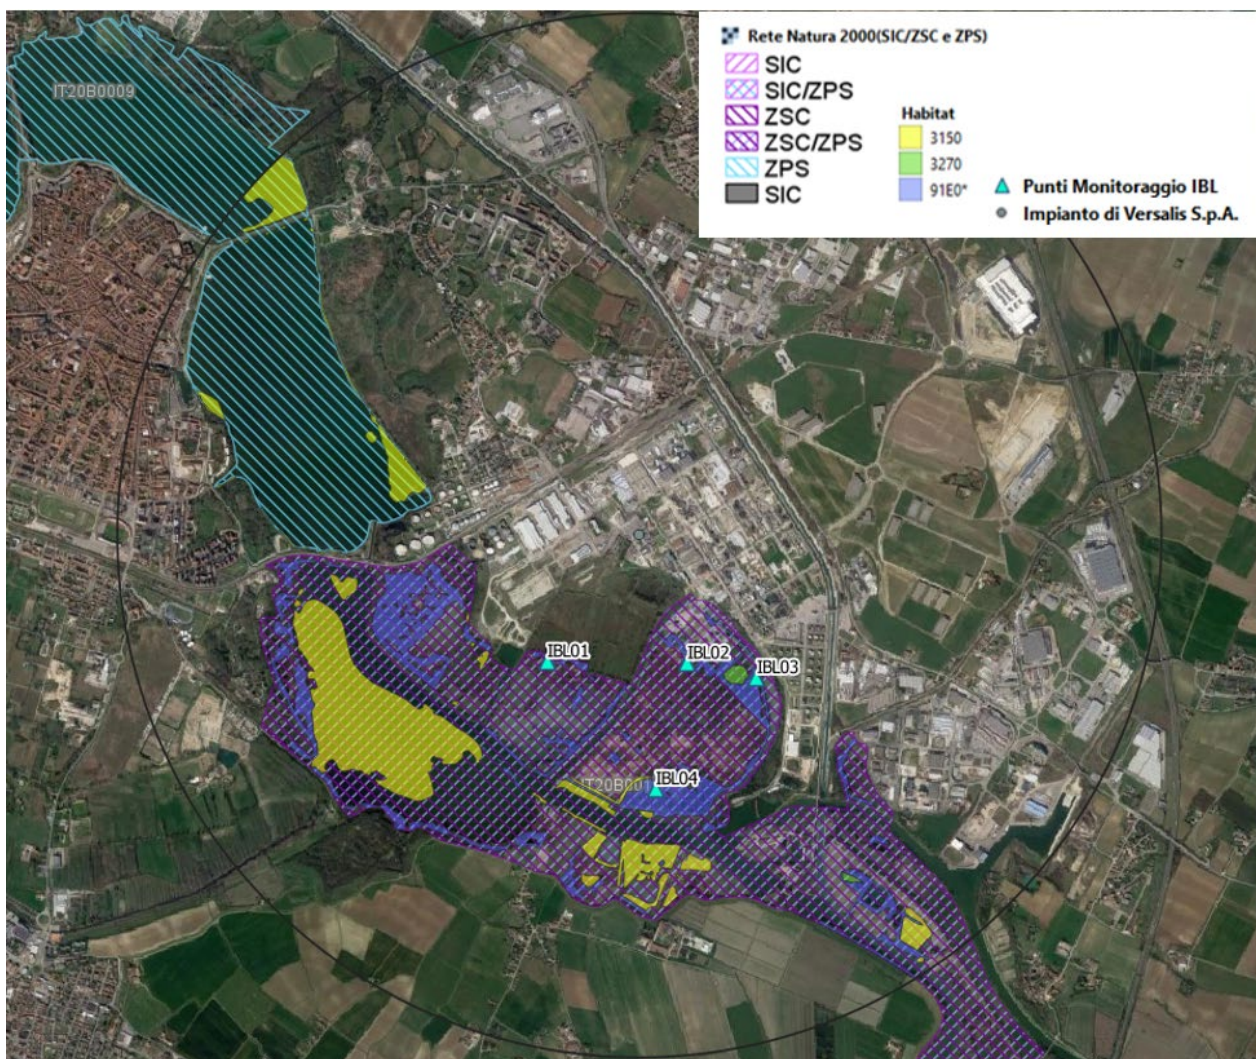 Rete Natura 2000(SIC/ZSC e ZPS)
SIC
SIC/ZPS
ZSC
ZSC/ZPS
ZPS
SIC
Habitat
3150
3270
91E0*
Punti Monitoraggio IBL
Impianto di Versalis S.p.A.
IT20B0009
IBL01
IBL02
IBL03
IT20B001
IBL04